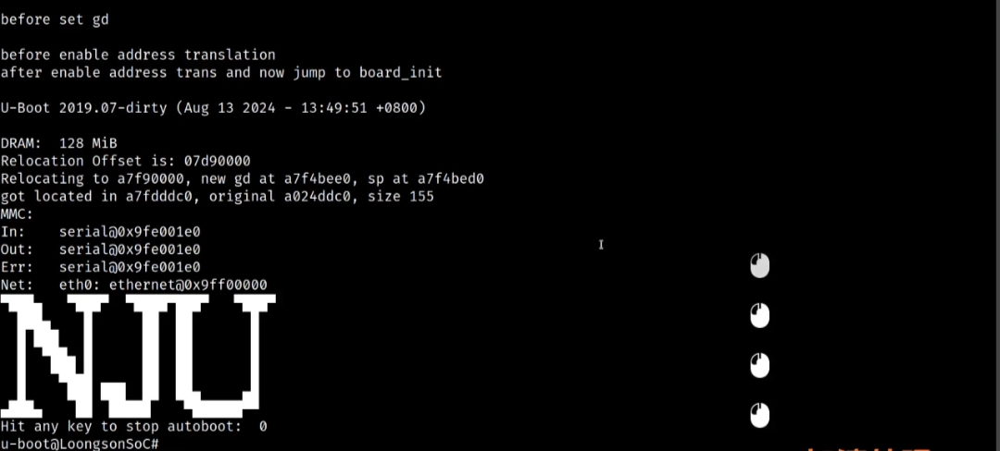 before set gd
before enable address translation
after enable address trans and now jump to board_init
U-Boot 2019.07-dirty (Aug 13 2024 - 13:49:51 +0800)
DRAM:  128 MiB
Relocation Offset is: 07d90000
Relocating to a7f90000, new gd at a7f4bee0, sp at a7f4bed0
got located in a7fdddc0, original a024ddc0, size 155
MMC:
In:    serial@0x9fe001e0
Out:   serial@0x9fe001e0
Err:   serial@0x9fe001e0
Net:   eth0: ethernet@0x9ff00000
NJU
Hit any key to stop autoboot:  0
u-boot@LoongsonSoC#